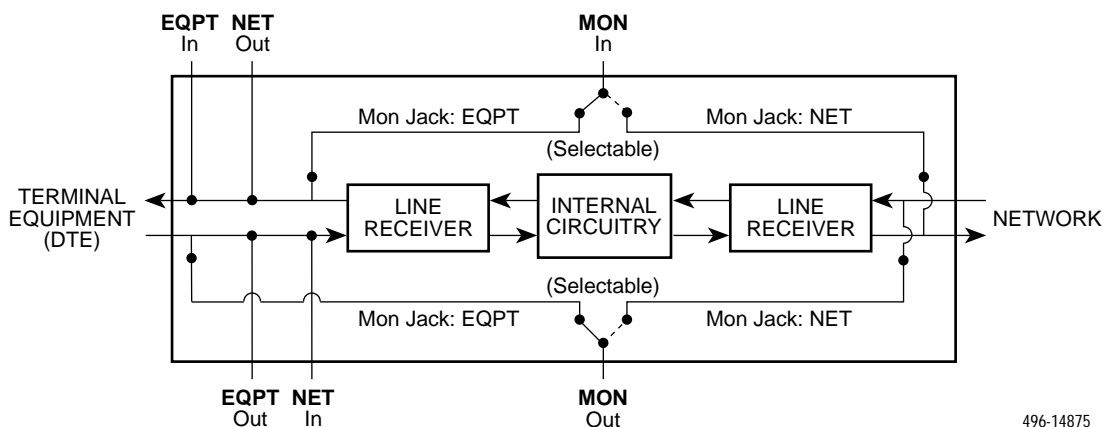 EQPT NET
In Out
MON
In
Mon Jack: EQPT
Mon Jack: NET
(Selectable)
TERMINAL
EQUIPMENT
(DTE)
LINE
RECEIVER
INTERNAL
CIRCUITRY
LINE
RECEIVER
NETWORK
(Selectable)
Mon Jack: EQPT
Mon Jack: NET
EQPT NET
Out In
MON
Out
496-14875